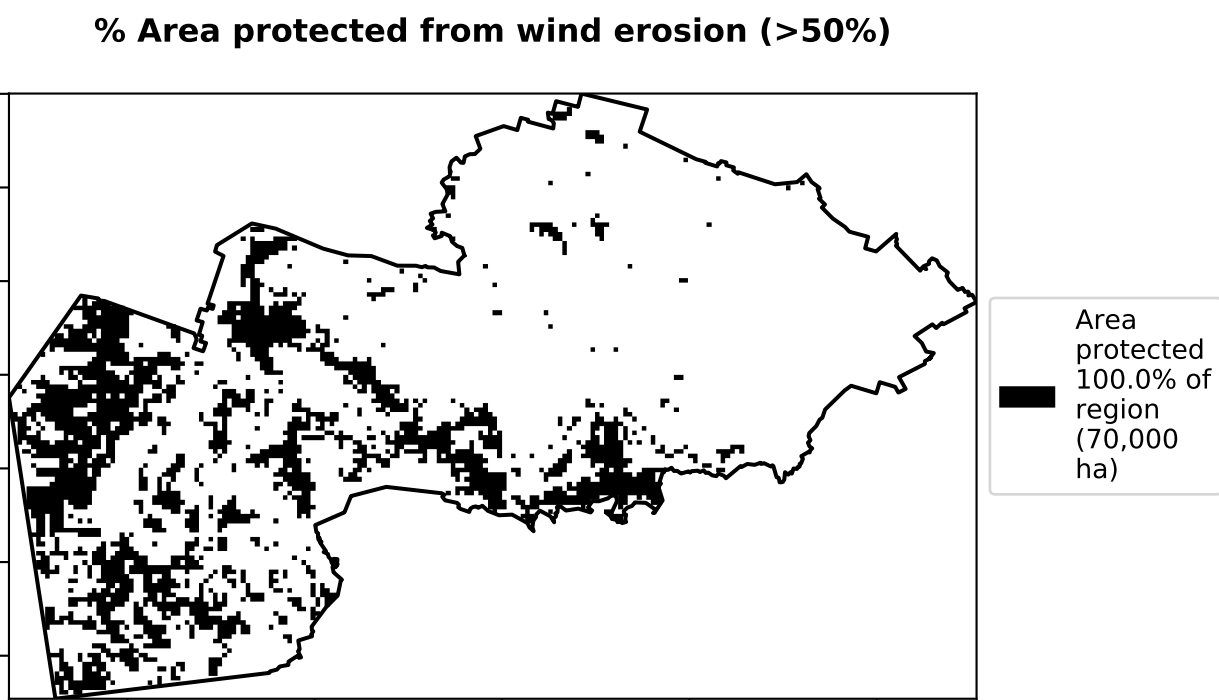 % Area protected from wind erosion (>50%)
Area
protected
100.0% of
region
(70,000
ha)